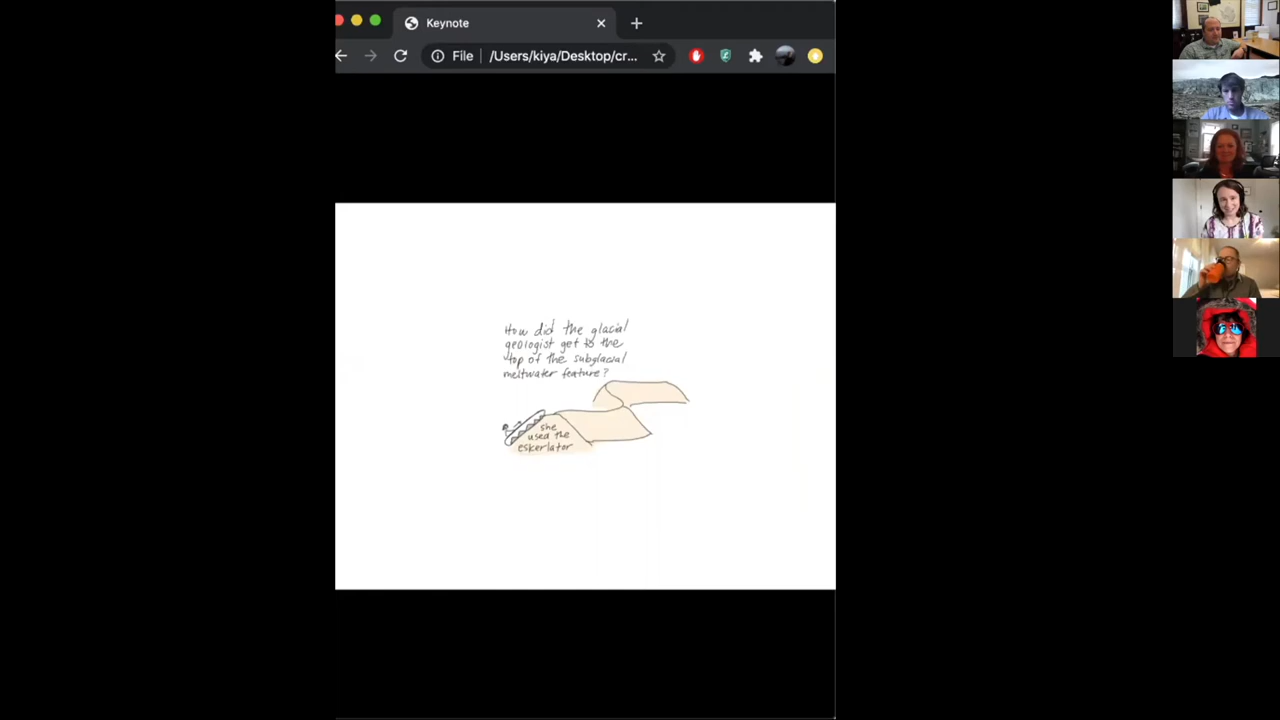 Keynote
File
/Users/kiya/Desktop/cr...
How did the glacial
geologist get to the
top of the subglacial
meltwater feature?
she
used the
eskerlator